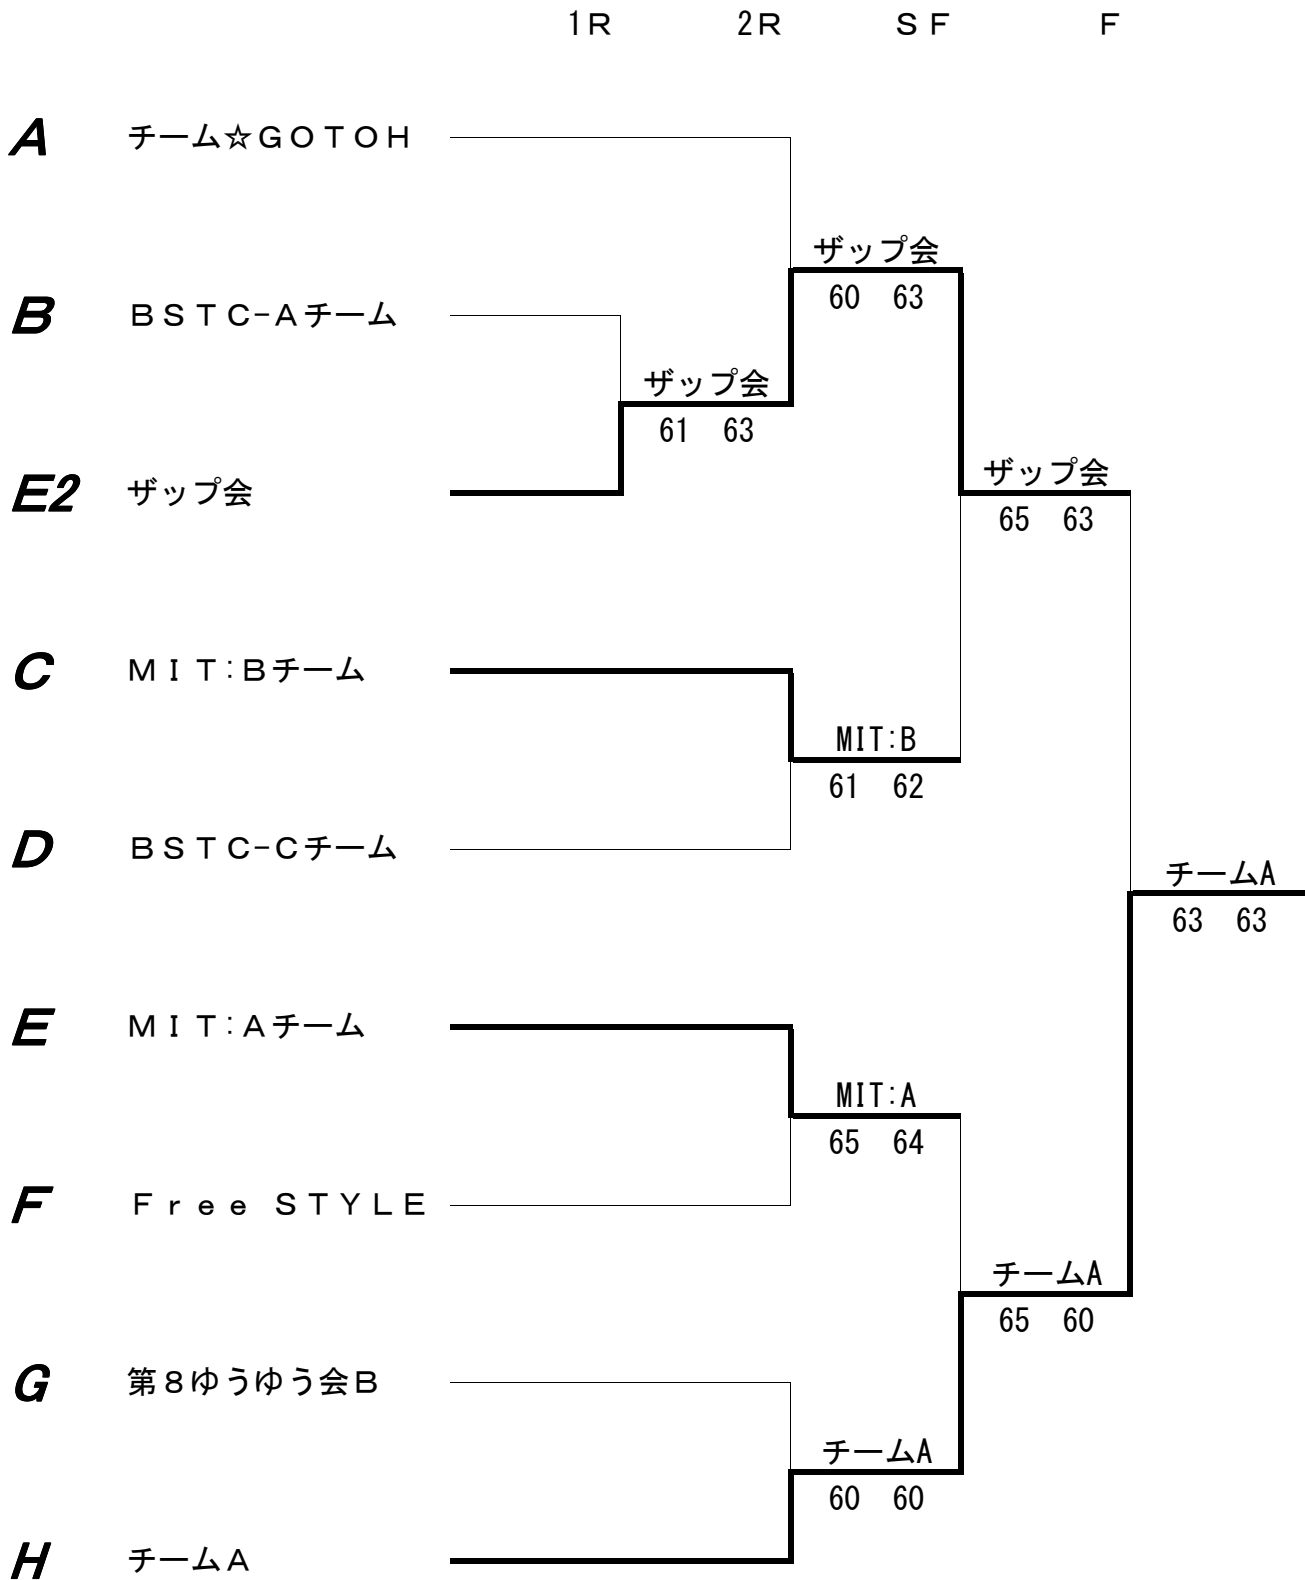 1R 2R ＳＦ Ｆ
A チーム☆ＧＯＴＯＨ
ザップ会
60 63
B ＢＳＴＣ-Ａチーム
ザップ会
61 63
E2 ザップ会
ザップ会
65 63
C ＭＩＴ:Ｂチーム
MIT:B
61 62
D ＢＳＴＣ-Ｃチーム
チームA
63 63
E ＭＩＴ:Ａチーム
MIT:A
65 64
F Ｆｒｅｅ ＳＴＹＬＥ
チームA
65 60
G 第８ゆうゆう会Ｂ
チームA
60 60
H チームＡ